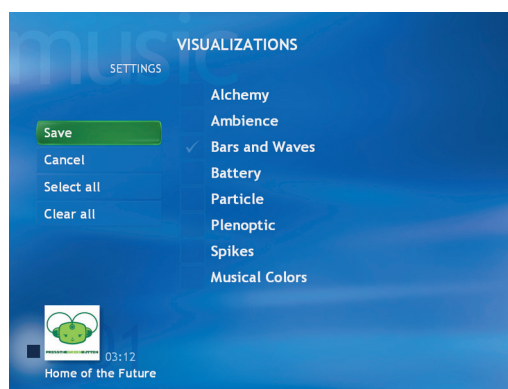 music
VISUALIZATIONS
SETTINGS
Save
Cancel
Select all
Clear all
Alchemy
Ambience
Bars and Waves
Battery
Particle
Plenoptic
Spikes
Musical Colors
01
03:12
Home of the Future